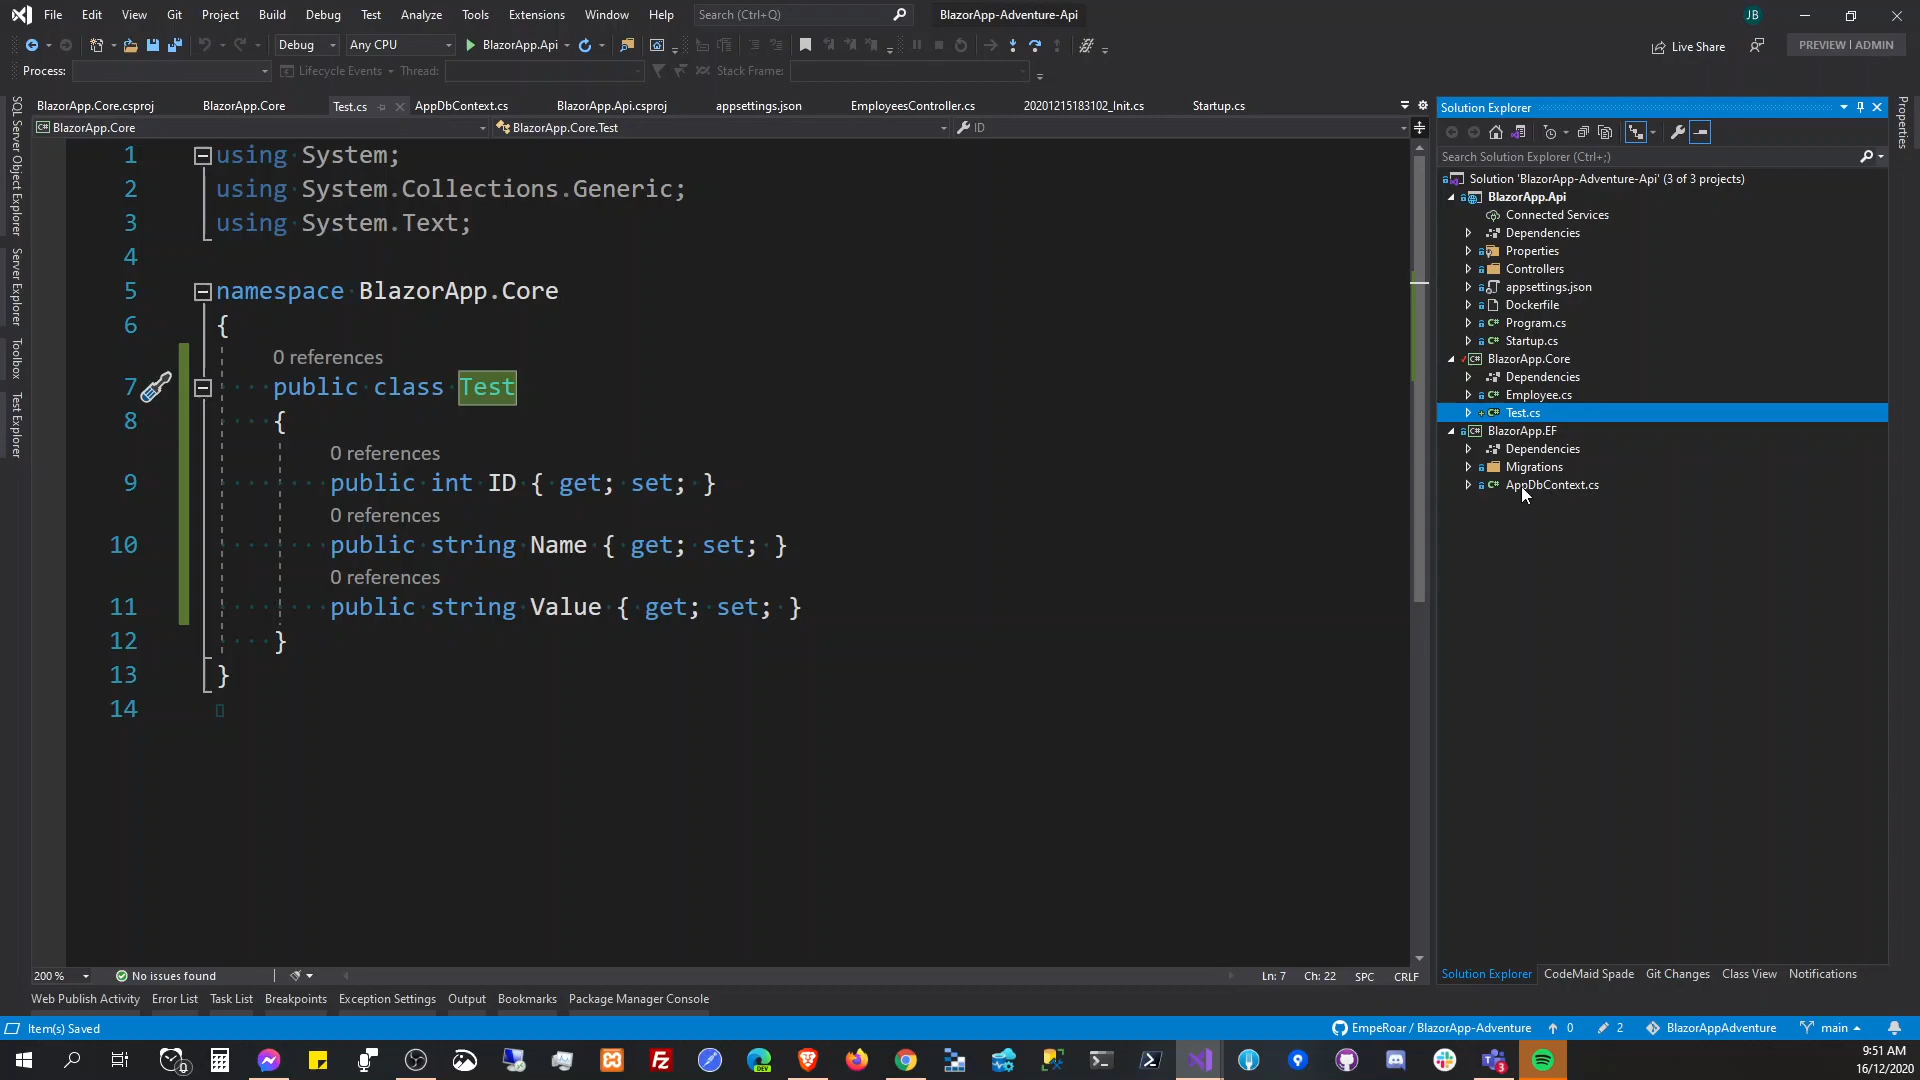 File Edit View Git Project Build Debug Test Analyze Tools Extensions Window Help Search (Ctrl+Q) BlazorApp-Adventure-Api JB
Debug Any CPU BlazorApp.Api Live Share PREVIEW | ADMIN
Process: Lifecycle Events Thread: Stack Frame:
SQL Server Object Explorer
Server Explorer
Toolbox
Test Explorer
BlazorApp.Core.csproj BlazorApp.Core Test.cs AppDbContext.cs BlazorApp.Api.csproj appsettings.json EmployeesController.cs 20201215183102_Init.cs Startup.cs
BlazorApp.Core BlazorApp.Core.Test ID
1 using System;
2 using System.Collections.Generic;
3 using System.Text;
4
5 namespace BlazorApp.Core
6 {
0 references
7 public class Test
8 {
0 references
9 public int ID { get; set; }
0 references
10 public string Name { get; set; }
0 references
11 public string Value { get; set; }
12 }
13 }
14
200 % No issues found Ln: 7 Ch: 22 SPC CRLF
Solution Explorer
Search Solution Explorer (Ctrl+;)
Solution 'BlazorApp-Adventure-Api' (3 of 3 projects)
BlazorApp.Api
Connected Services
Dependencies
Properties
Controllers
appsettings.json
Dockerfile
Program.cs
Startup.cs
BlazorApp.Core
Dependencies
Employee.cs
Test.cs
BlazorApp.EF
Dependencies
Migrations
AppDbContext.cs
Solution Explorer CodeMaid Spade Git Changes Class View Notifications
Properties
Web Publish Activity Error List Task List Breakpoints Exception Settings Output Bookmarks Package Manager Console
Item(s) Saved EmpeRoar / BlazorApp-Adventure 0 2 BlazorAppAdventure main
9:51 AM
16/12/2020